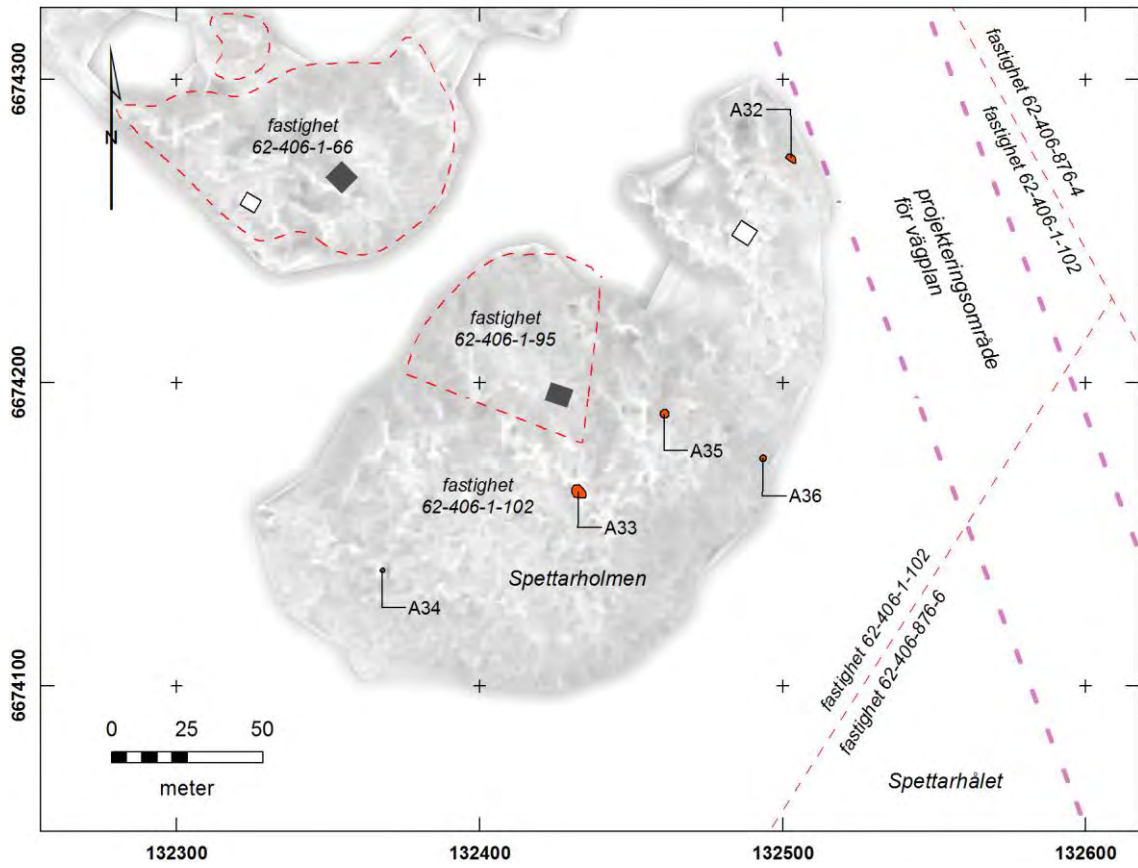 6674300
6674200
6674100
N
fastighet
62-406-1-66
A32
fastighet 62-406-876-4
fastighet 62-406-1-102
projekteringsområde
för vägplan
fastighet
62-406-1-95
A35
fastighet
62-406-1-102
A36
A33
Spettarholmen
A34
fastighet 62-406-1-102
fastighet 62-406-876-6
0 25 50
meter
Spettarhålet
132300 132400 132500 132600